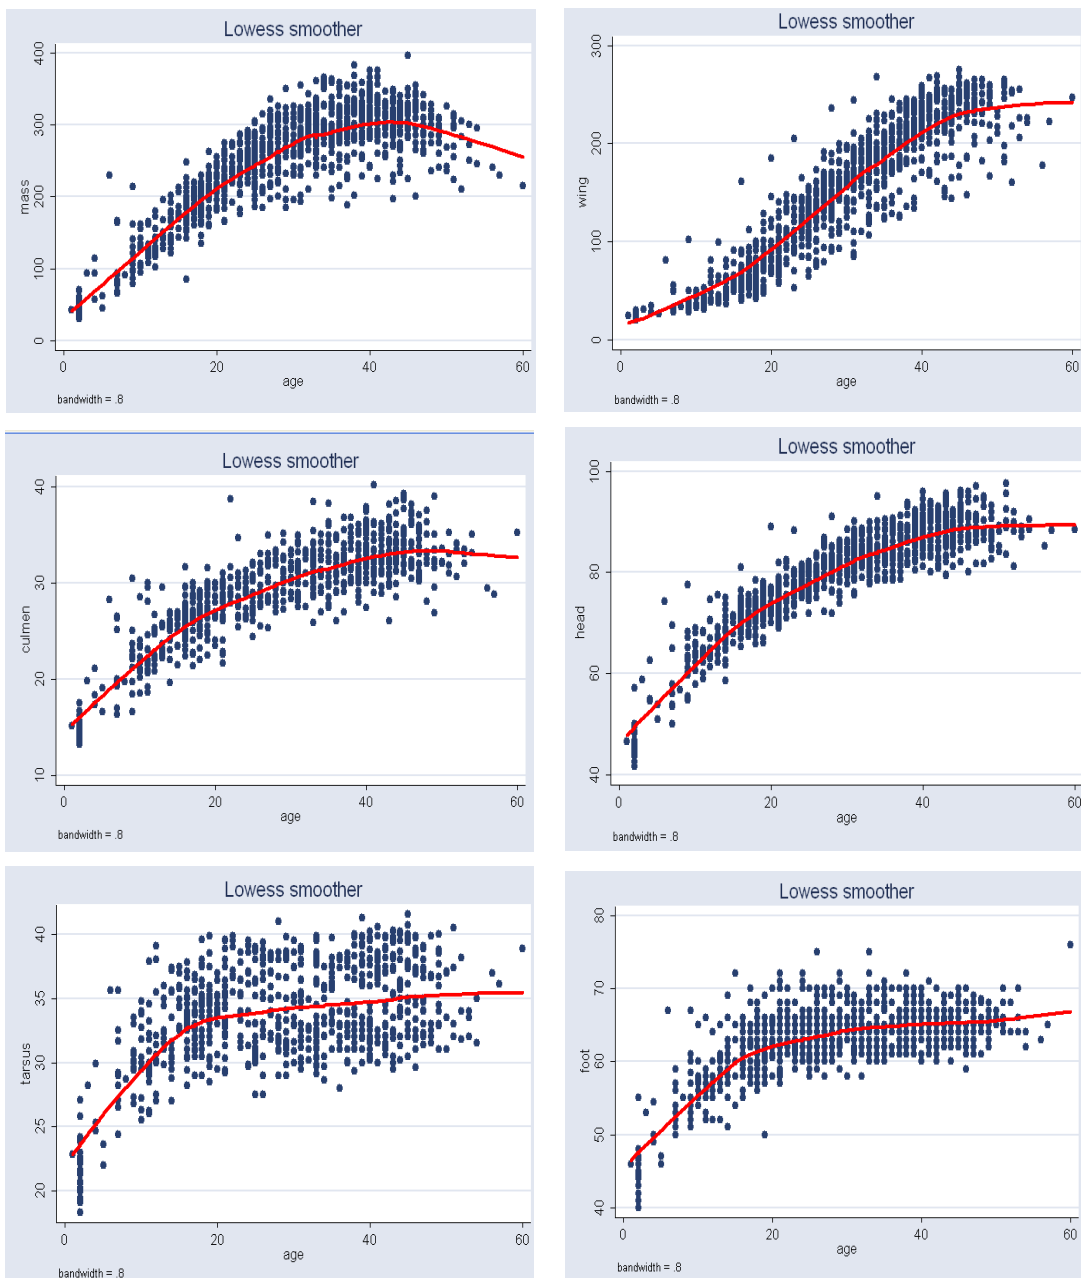 Lowess smoother
400
300
200
100
0
mass
0 20 40 60
age
bandwidth = .8
Lowess smoother
300
200
100
0
wing
0 20 40 60
age
bandwidth = .8
Lowess smoother
40
30
20
10
culmen
0 20 40 60
age
bandwidth = .8
Lowess smoother
100
80
60
40
head
0 20 40 60
age
bandwidth = .8
Lowess smoother
40
35
30
25
20
tarsus
0 20 40 60
age
bandwidth = .8
Lowess smoother
80
70
60
50
40
foot
0 20 40 60
age
bandwidth = .8